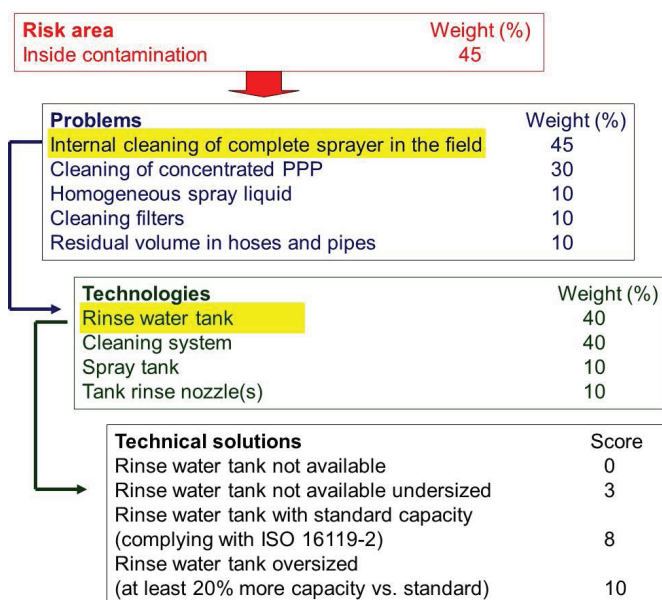 Risk area Weight (%)
Inside contamination 45
Problems Weight (%)
Internal cleaning of complete sprayer in the field 45
Cleaning of concentrated PPP 30
Homogeneous spray liquid 10
Cleaning filters 10
Residual volume in hoses and pipes 10
Technologies Weight (%)
Rinse water tank 40
Cleaning system 40
Spray tank 10
Tank rinse nozzle(s) 10
Technical solutions Score
Rinse water tank not available 0
Rinse water tank not available undersized 3
Rinse water tank with standard capacity
(complying with ISO 16119-2) 8
Rinse water tank oversized
(at least 20% more capacity vs. standard) 10